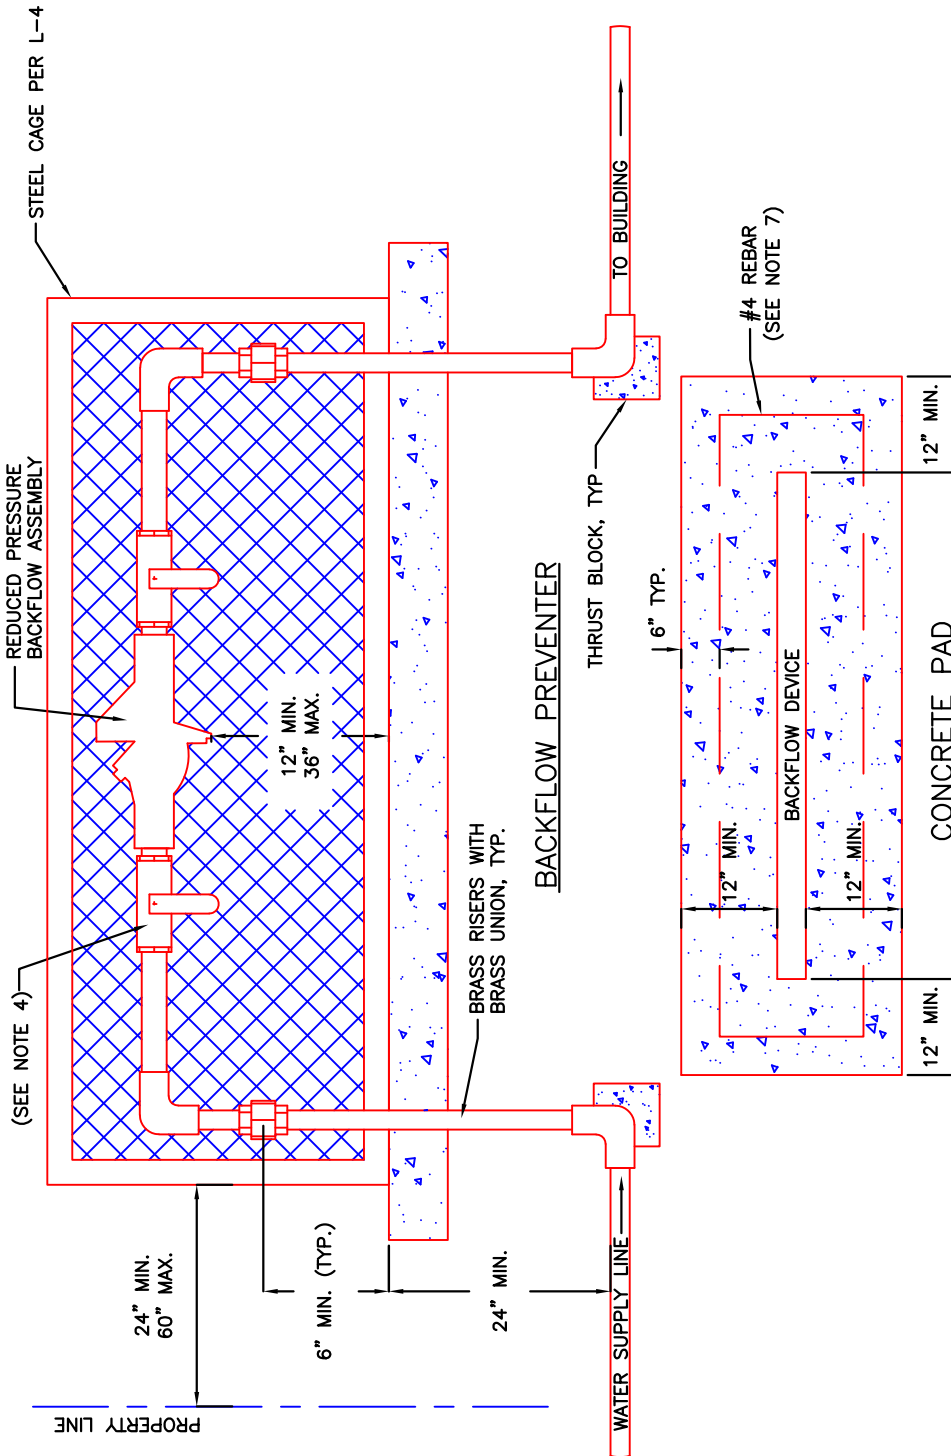 STEEL CAGE PER L-4
REDUCED PRESSURE
BACKFLOW ASSEMBLY
(SEE NOTE 4)
12" MIN.
36" MAX.
24" MIN.
60" MAX.
PROPERTY LINE
6" MIN. (TYP.)
24" MIN.
BRASS RISERS WITH
BRASS UNION, TYP.
WATER SUPPLY LINE
TO BUILDING
THRUST BLOCK, TYP
BACKFLOW PREVENTER
#4 REBAR
(SEE NOTE 7)
6" TYP.
12" MIN.
BACKFLOW DEVICE
12" MIN.
12" MIN.
12" MIN.
CONCRETE PAD